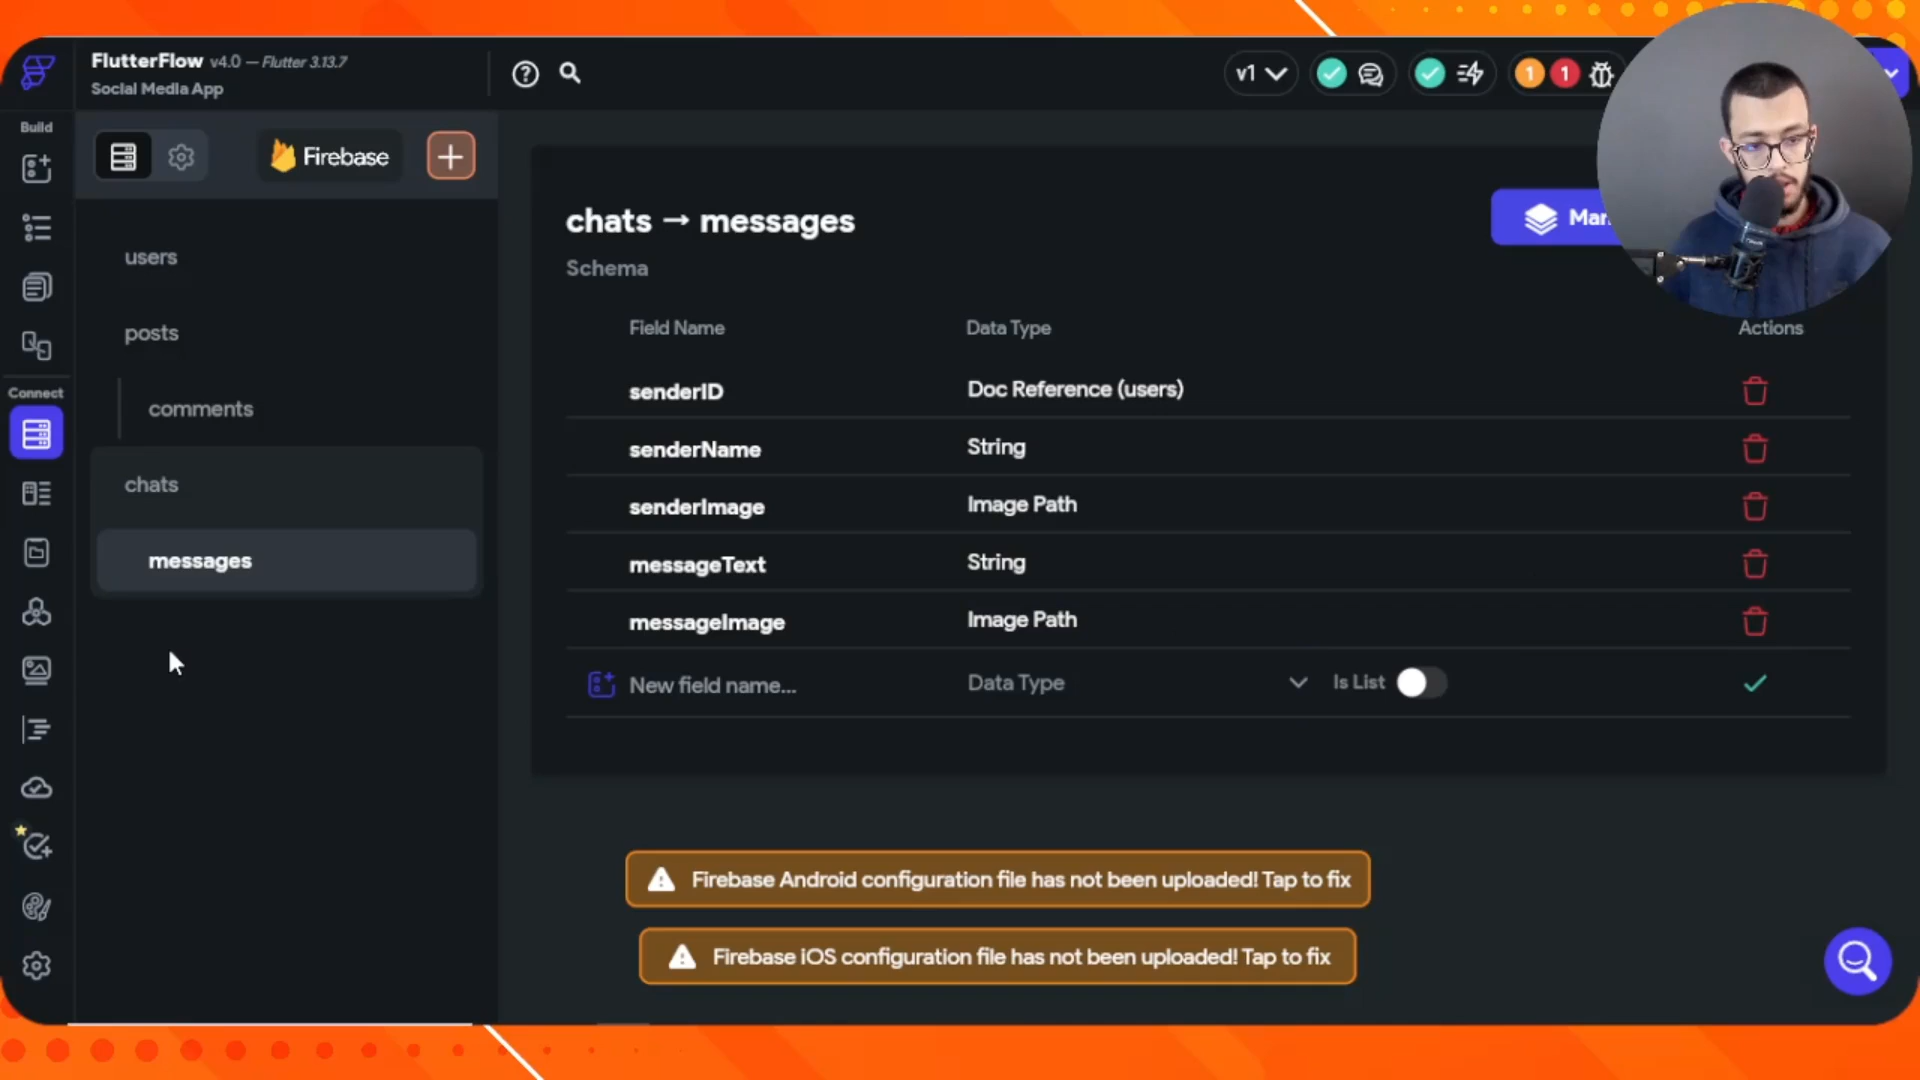 FlutterFlow v4.0 — Flutter 3.13.7
Social Media App
v1
1 1
Build
Firebase
users
posts
comments
Connect
chats
messages
chats → messages
Schema
Field Name Data Type Actions
senderID Doc Reference (users)
senderName String
senderImage Image Path
messageText String
messageImage Image Path
New field name... Data Type Is List
Firebase Android configuration file has not been uploaded! Tap to fix
Firebase iOS configuration file has not been uploaded! Tap to fix